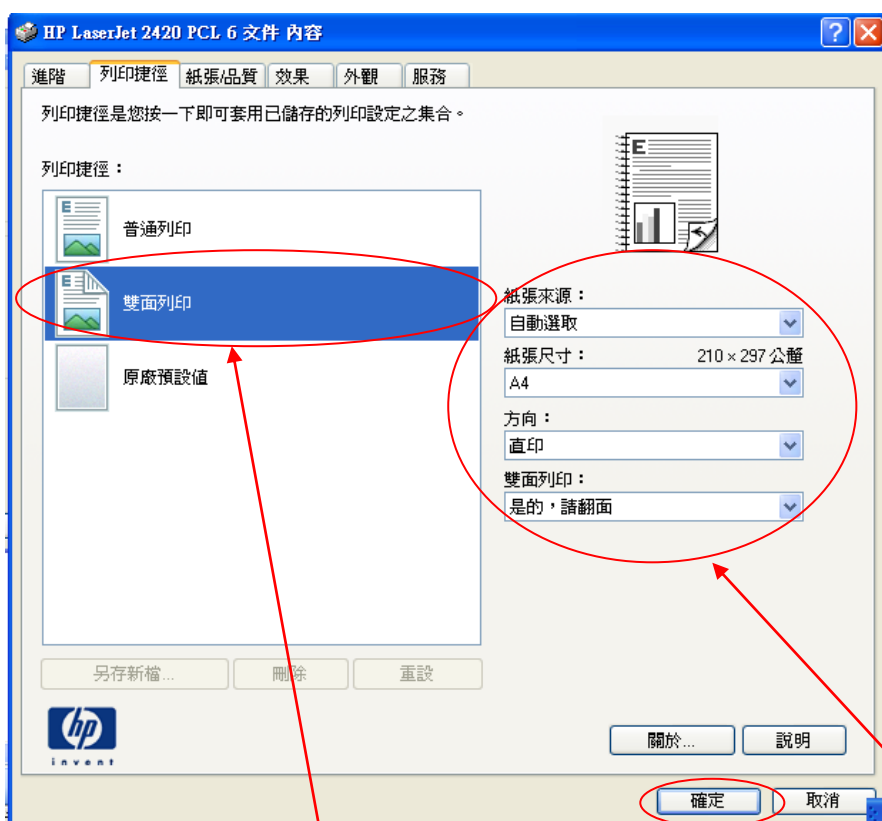 HP LaserJet 2420 PCL 6 文件 內容
進階 列印捷徑 紙張/品質 效果 外觀 服務
列印捷徑是您按一下即可套用已儲存的列印設定之集合。
列印捷徑：
普通列印
雙面列印
原廠預設值
E
E
E
紙張來源：
自動選取
紙張尺寸： 210 × 297 公釐
A4
方向：
直印
雙面列印：
是的，請翻面
另存新檔... 刪除 重設
hp
invent
關於... 說明
確定 取消